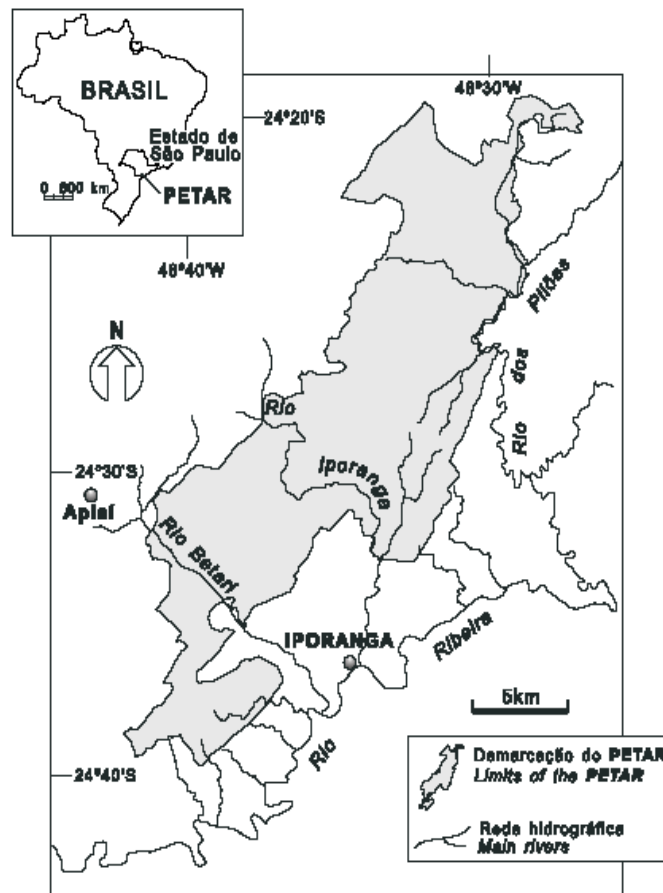 BRASIL
Estado de
São Paulo
0 600 km
PETAR
48°30'W
24°20'S
48°40'W
N
Pilões
dos
Rio
Rio
Iporanga
24°30'S
Apiaí
Rio Betari
IPORANGA
Ribeira
Rio
5km
24°40'S
Demarcação do PETAR
Limits of the PETAR
Rede hidrográfica
Main rivers